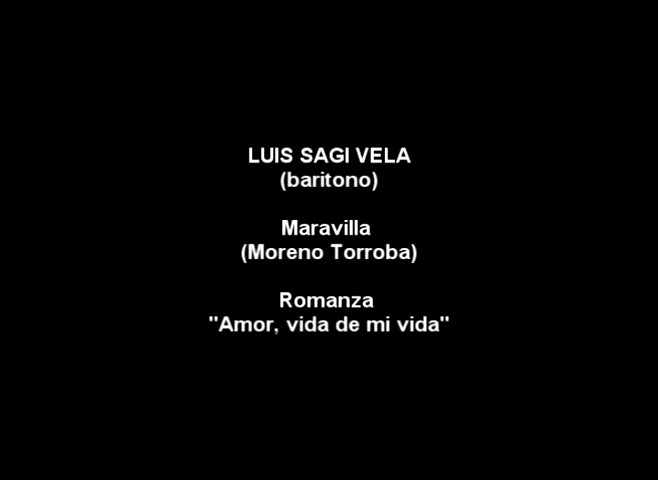 LUIS SAGI VELA
(baritono)
Maravilla
(Moreno Torroba)
Romanza
"Amor, vida de mi vida"